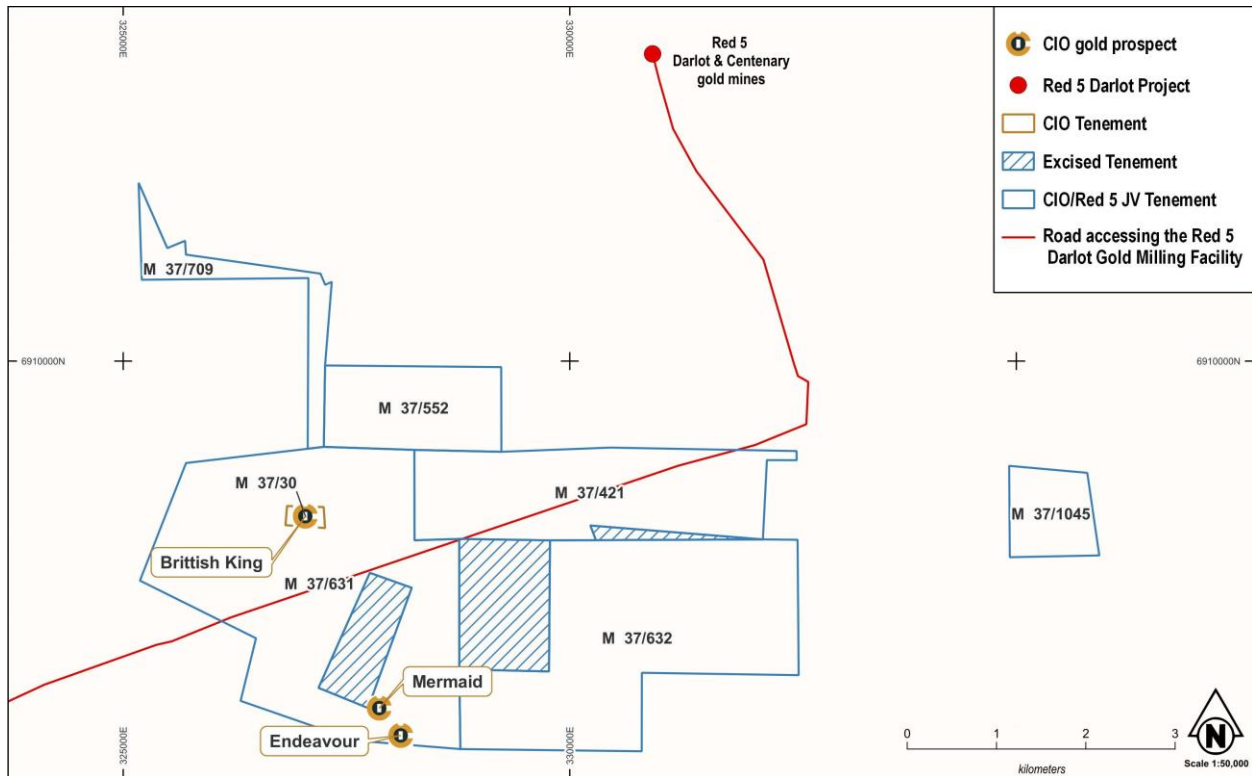 325000E
330000E
Red 5
Darlot & Centenary
gold mines
CIO gold prospect
Red 5 Darlot Project
CIO Tenement
Excised Tenement
CIO/Red 5 JV Tenement
Road accessing the Red 5
Darlot Gold Milling Facility
M 37/709
6910000N
6910000N
M 37/552
M 37/30
M 37/421
M 37/1045
Brittish King
M 37/631
M 37/632
Mermaid
Endeavour
0 1 2 3
kilometers
N
Scale 1:50,000
325000E
330000E